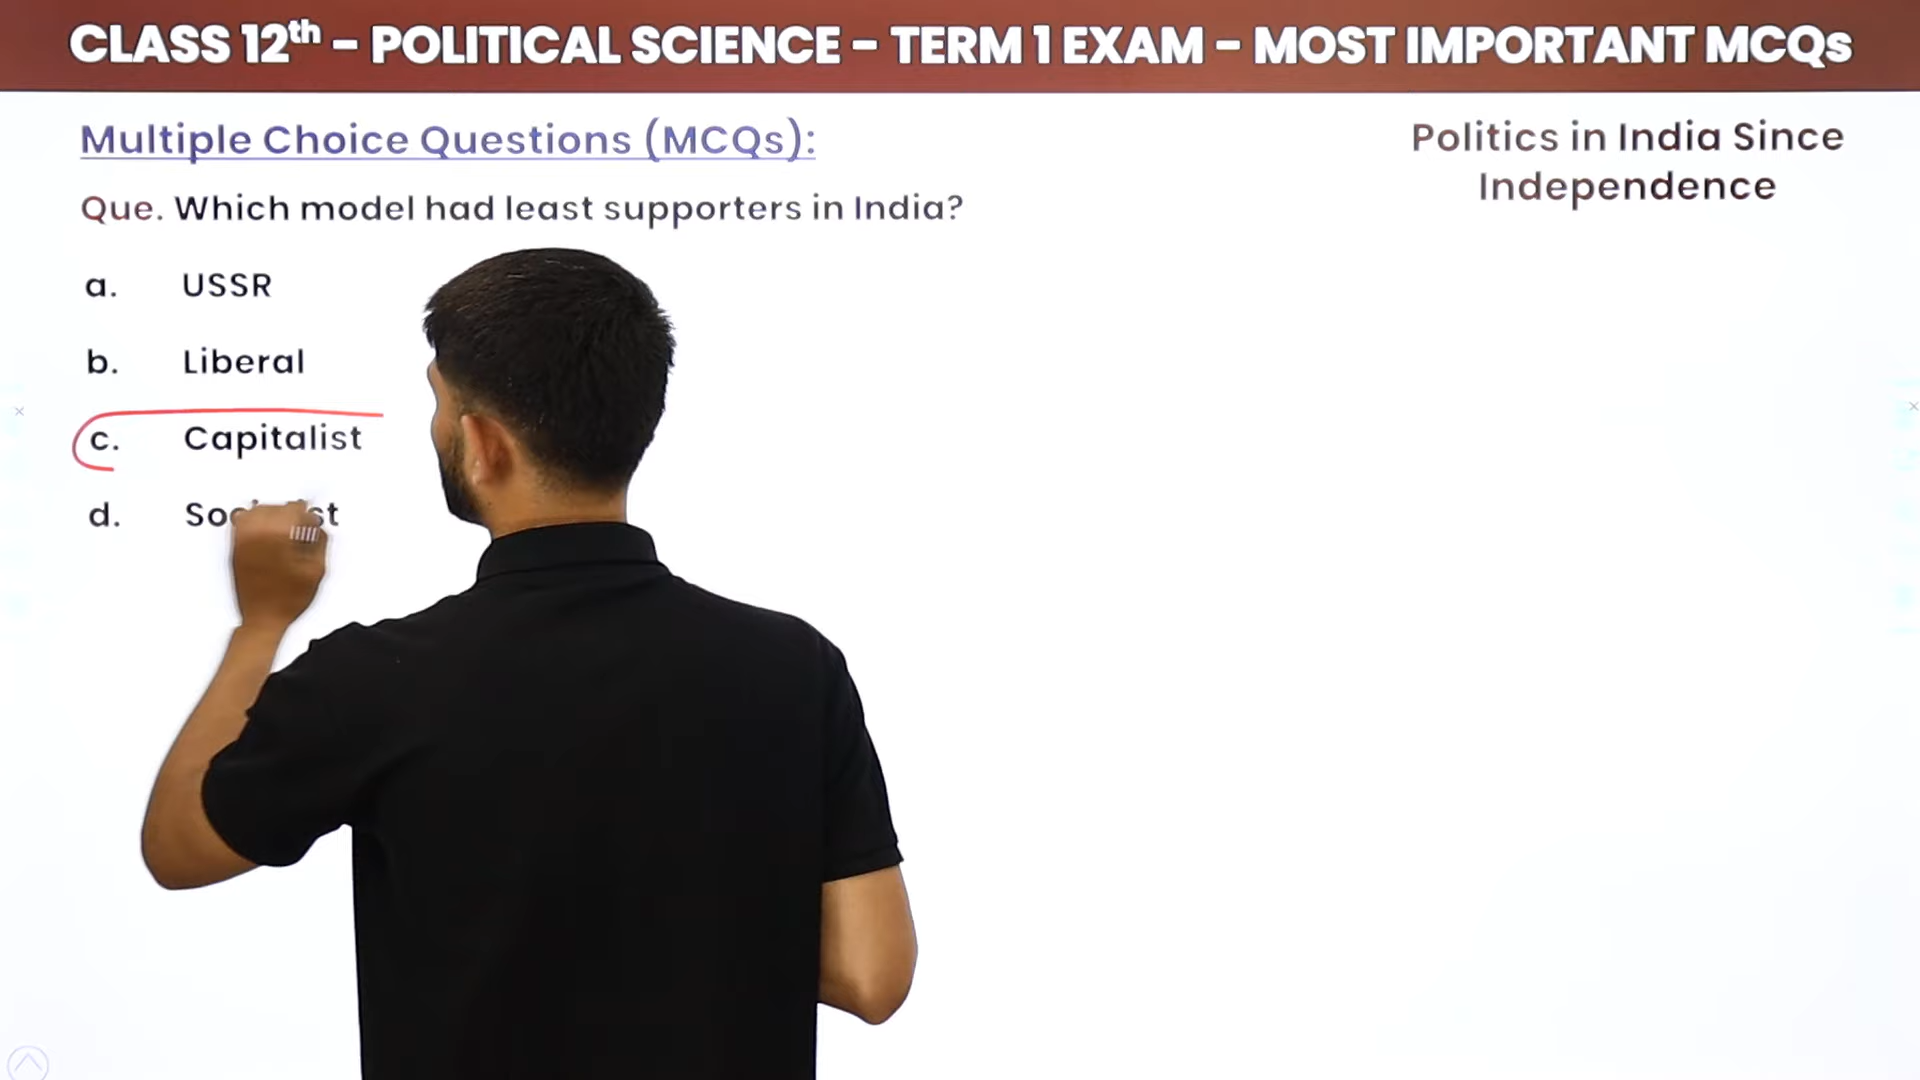 CLASS 12th - POLITICAL SCIENCE - TERM 1 EXAM - MOST IMPORTANT MCQs
Multiple Choice Questions (MCQs):
Politics in India Since
Independence
Que. Which model had least supporters in India?
a. USSR
b. Liberal
c. Capitalist
d.